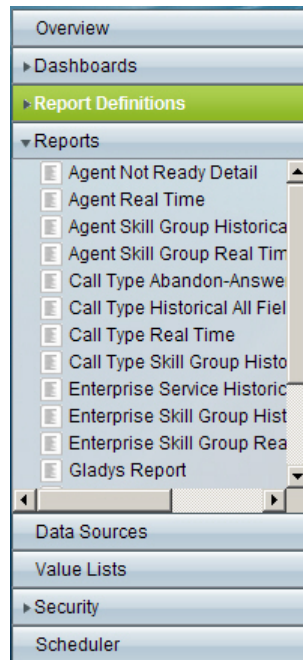 Overview
Dashboards
Report Definitions
Reports
Agent Not Ready Detail
Agent Real Time
Agent Skill Group Historica
Agent Skill Group Real Tim
Call Type Abandon-Answe
Call Type Historical All Fiel
Call Type Real Time
Call Type Skill Group Histo
Enterprise Service Historic
Enterprise Skill Group Hist
Enterprise Skill Group Rea
Gladys Report
Data Sources
Value Lists
Security
Scheduler